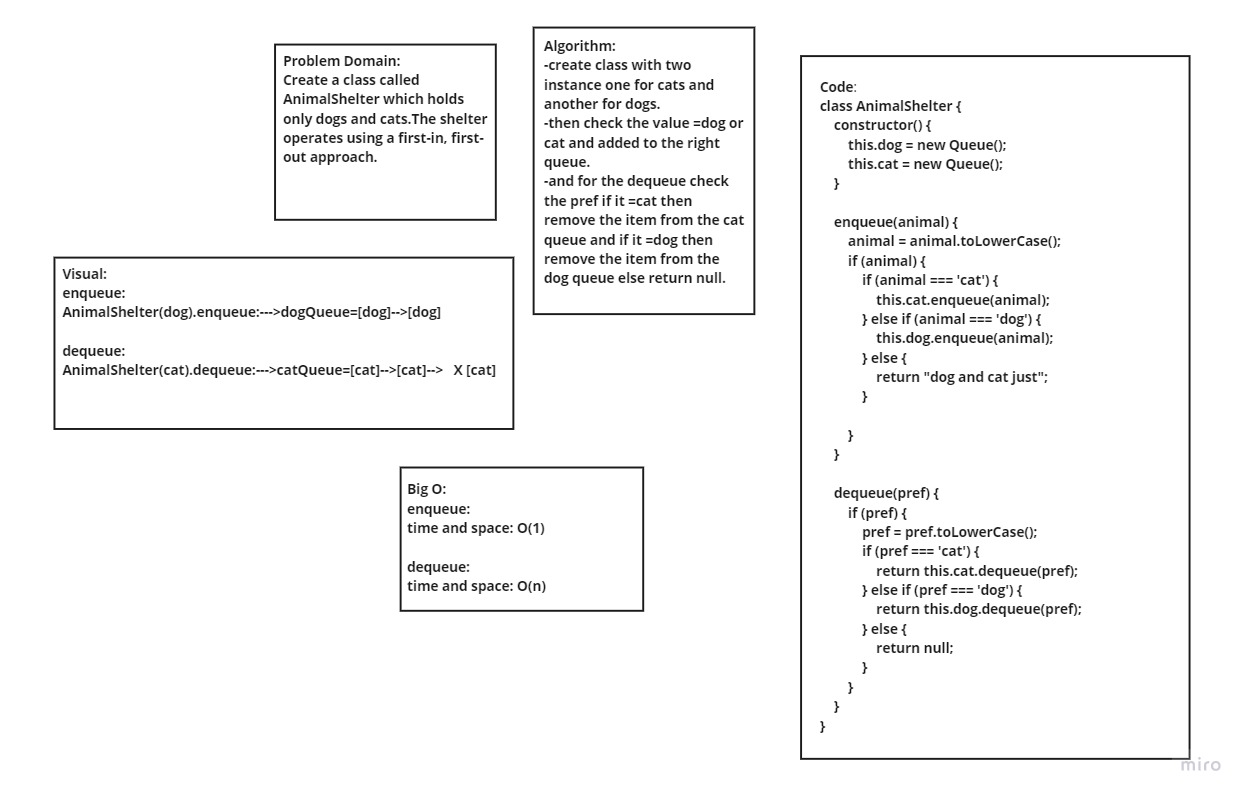 Problem Domain:
Create a class called
AnimalShelter which holds
only dogs and cats.The shelter
operates using a first-in, first-
out approach.
Algorithm:
-create class with two
instance one for cats and
another for dogs.
-then check the value =dog or
cat and added to the right
queue.
-and for the dequeue check
the pref if it =cat then
remove the item from the cat
queue and if it =dog then
remove the item from the
dog queue else return null.
Visual:
enqueue:
AnimalShelter(dog).enqueue:--->dogQueue=[dog]-->[dog]
dequeue:
AnimalShelter(cat).dequeue:--->catQueue=[cat]-->[cat]--> X [cat]
Big O:
enqueue:
time and space: O(1)
dequeue:
time and space: O(n)
Code:
class AnimalShelter {
    constructor() {
        this.dog = new Queue();
        this.cat = new Queue();
    }
    enqueue(animal) {
        animal = animal.toLowerCase();
        if (animal) {
            if (animal === 'cat') {
                this.cat.enqueue(animal);
            } else if (animal === 'dog') {
                this.dog.enqueue(animal);
            } else {
                return "dog and cat just";
            }
        }
    }
    dequeue(pref) {
        if (pref) {
            pref = pref.toLowerCase();
            if (pref === 'cat') {
                return this.cat.dequeue(pref);
            } else if (pref === 'dog') {
                return this.dog.dequeue(pref);
            } else {
                return null;
            }
        }
    }
}
miro